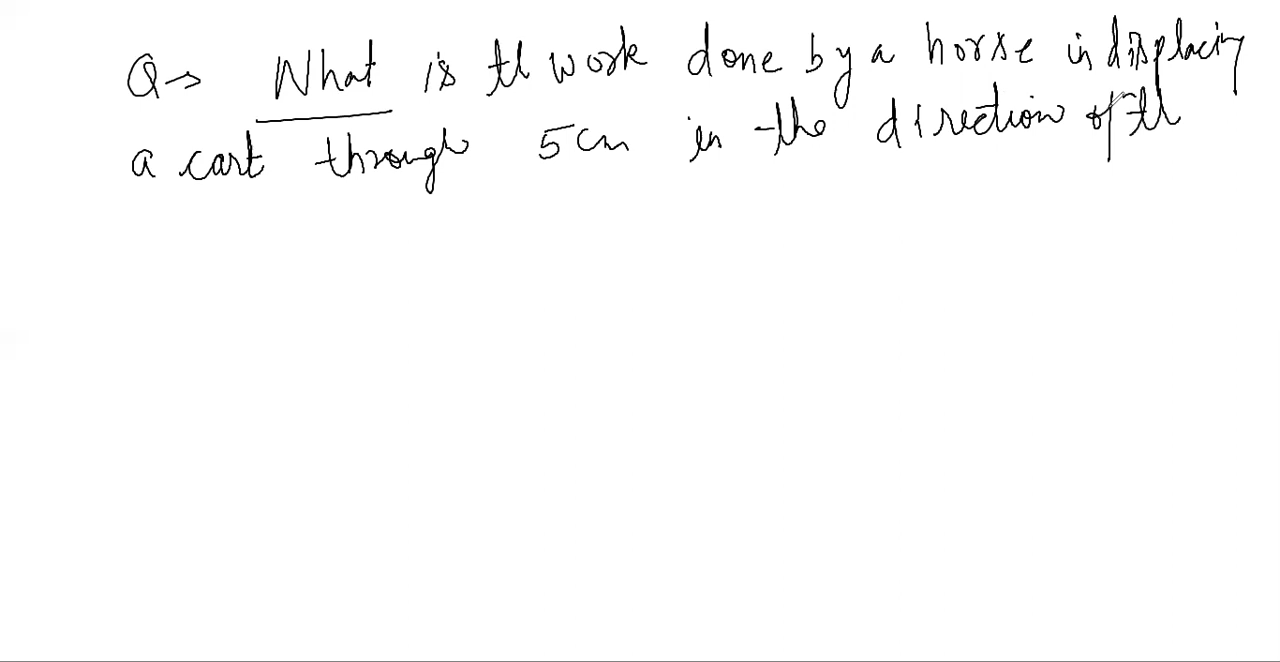 Q→ What is th work done by a horse in displacing
a cart through 5cm in the direction of th